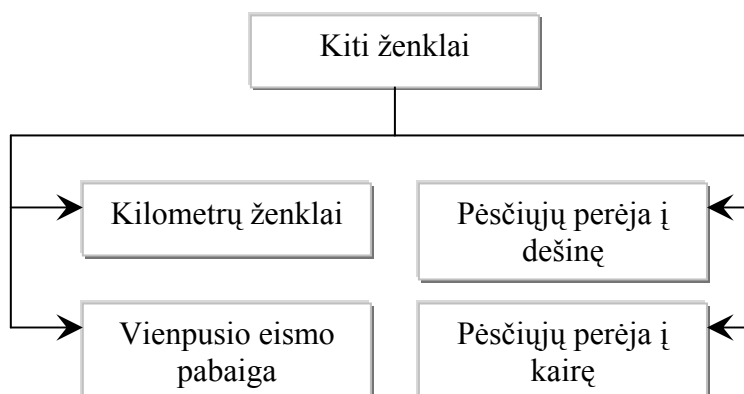 Kiti ženklai
Kilometrų ženklai
Pėsčiųjų perėja į
dešinę
Vienpusio eismo
pabaiga
Pėsčiųjų perėja į
kairę